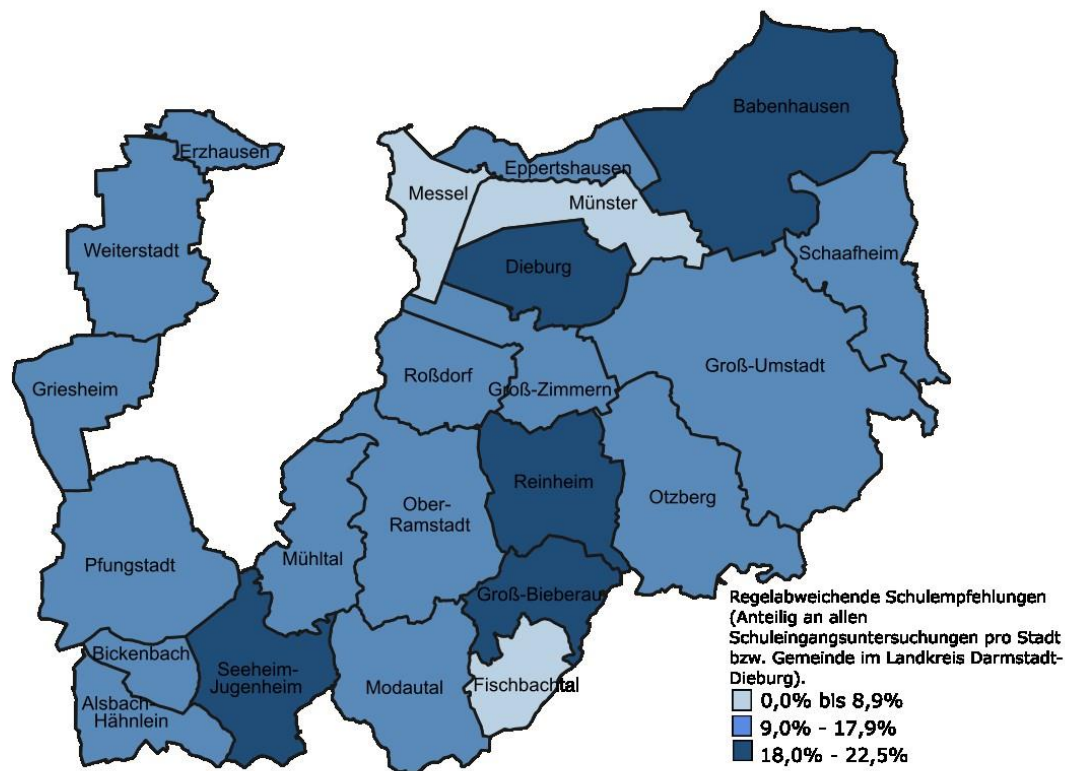 Babenhausen
Erzhausen
Eppertshausen
Messel
Münster
Weiterstadt
Schaafheim
Dieburg
Groß-Umstadt
Roßdorf
Griesheim
Groß-Zimmern
Reinheim
Otzberg
Ober-
Ramstadt
Mühltal
Pfungstadt
Groß-Bieberau
Bickenbach
Seeheim-
Jugenheim
Modautal
Fischbachtal
Alsbach-
Hähnlein
Regelabweichende Schulempfehlungen
(Anteilig an allen
Schuleingangsuntersuchungen pro Stadt
bzw. Gemeinde im Landkreis Darmstadt-
Dieburg).
0,0% bis 8,9%
9,0% - 17,9%
18,0% - 22,5%